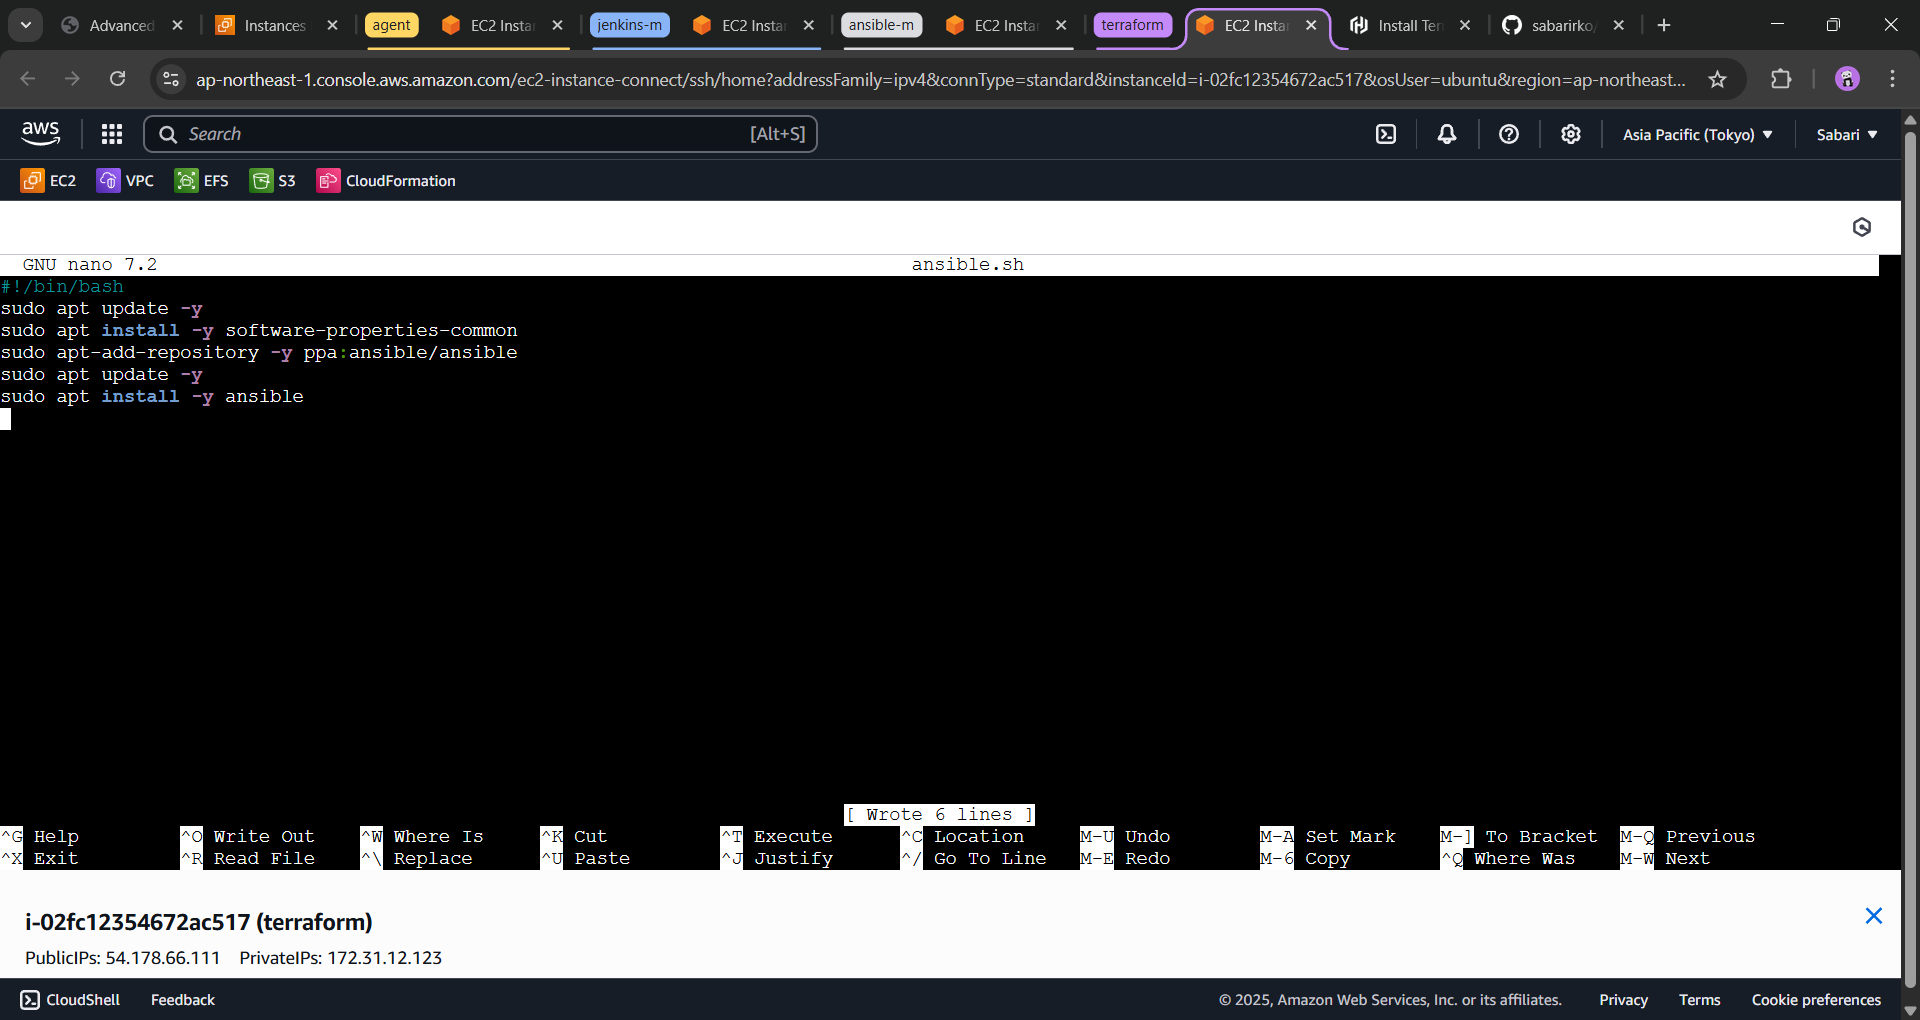 Advanced
Instances
agent
EC2 Instan
jenkins-m
EC2 Instan
ansible-m
EC2 Instan
terraform
EC2 Instan
Install Terr
sabarirko/
ap-northeast-1.console.aws.amazon.com/ec2-instance-connect/ssh/home?addressFamily=ipv4&connType=standard&instanceId=i-02fc12354672ac517&osUser=ubuntu&region=ap-northeast...
aws
Search
[Alt+S]
Asia Pacific (Tokyo)
Sabari
EC2
VPC
EFS
S3
CloudFormation
GNU nano 7.2 ansible.sh
#!/bin/bash
sudo apt update -y
sudo apt install -y software-properties-common
sudo apt-add-repository -y ppa:ansible/ansible
sudo apt update -y
sudo apt install -y ansible
[ Wrote 6 lines ]
^G Help ^O Write Out ^W Where Is ^K Cut ^T Execute ^C Location M-U Undo M-A Set Mark M-] To Bracket M-Q Previous
^X Exit ^R Read File ^\ Replace ^U Paste ^J Justify ^/ Go To Line M-E Redo M-6 Copy ^Q Where Was M-W Next
i-02fc12354672ac517 (terraform)
PublicIPs: 54.178.66.111 PrivateIPs: 172.31.12.123
CloudShell
Feedback
© 2025, Amazon Web Services, Inc. or its affiliates.
Privacy
Terms
Cookie preferences